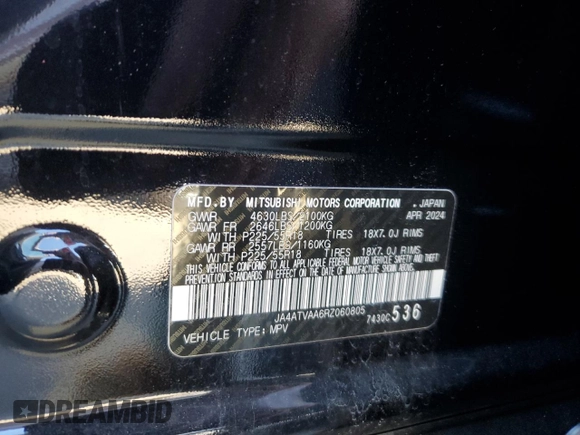 MFD.BY MITSUBISHI MOTORS CORPORATION, JAPAN
GVWR 4630LBS/2100KG APR 2024
GAWR FR 2646LBS/1200KG
WITH P225/55R18 TIRES 18X7.0J RIMS
GAWR RR 2557LBS/1160KG
WITH P225/55R18 TIRES 18X7.0J RIMS
THIS VEHICLE CONFORMS TO ALL APPLICABLE FEDERAL MOTOR VEHICLE SAFETY, BUMPER AND THEFT
PREVENTION STANDARDS IN EFFECT ON THE DATE OF MANUFACTURE SHOWN ABOVE.
JA4ATVAA6RZ060805
7430C 536
VEHICLE TYPE: MPV
DREAMBID